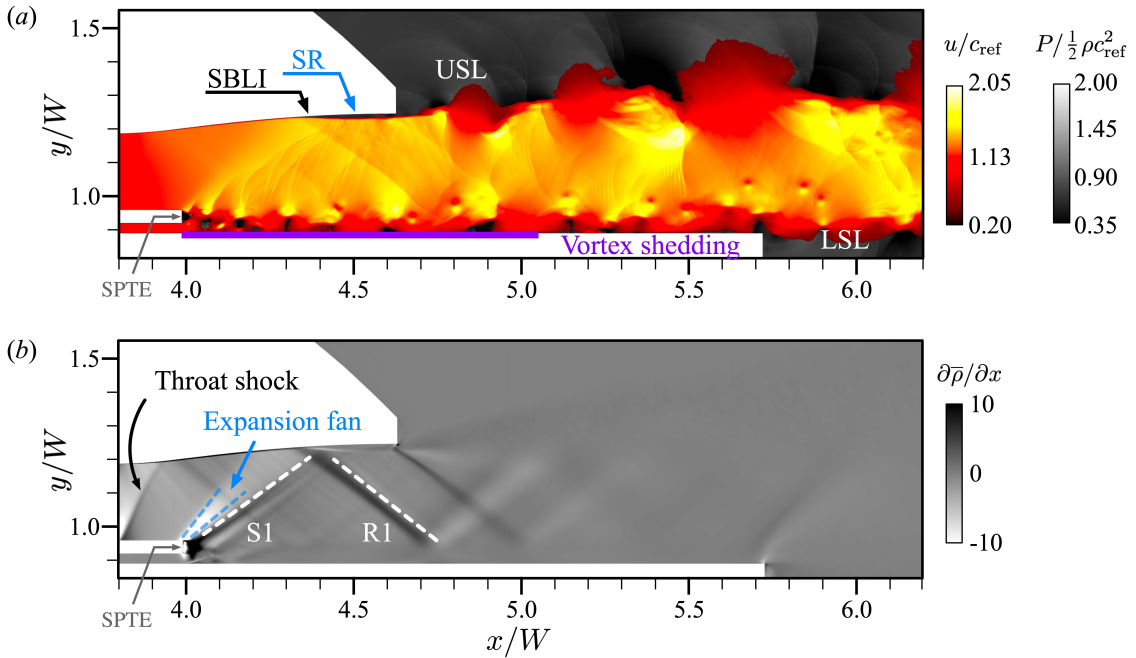 (a)
1.5
1.0
y/W
SBLI
SR
USL
LSL
Vortex shedding
SPTE
4.0 4.5 5.0 5.5 6.0
u/c_ref
2.05
1.13
0.20
P/½ρc²_ref
2.00
1.45
0.90
0.35
(b)
1.5
1.0
y/W
Throat shock
Expansion fan
S1
R1
SPTE
4.0 4.5 5.0 5.5 6.0
x/W
∂ρ̅/∂x
10
0
-10